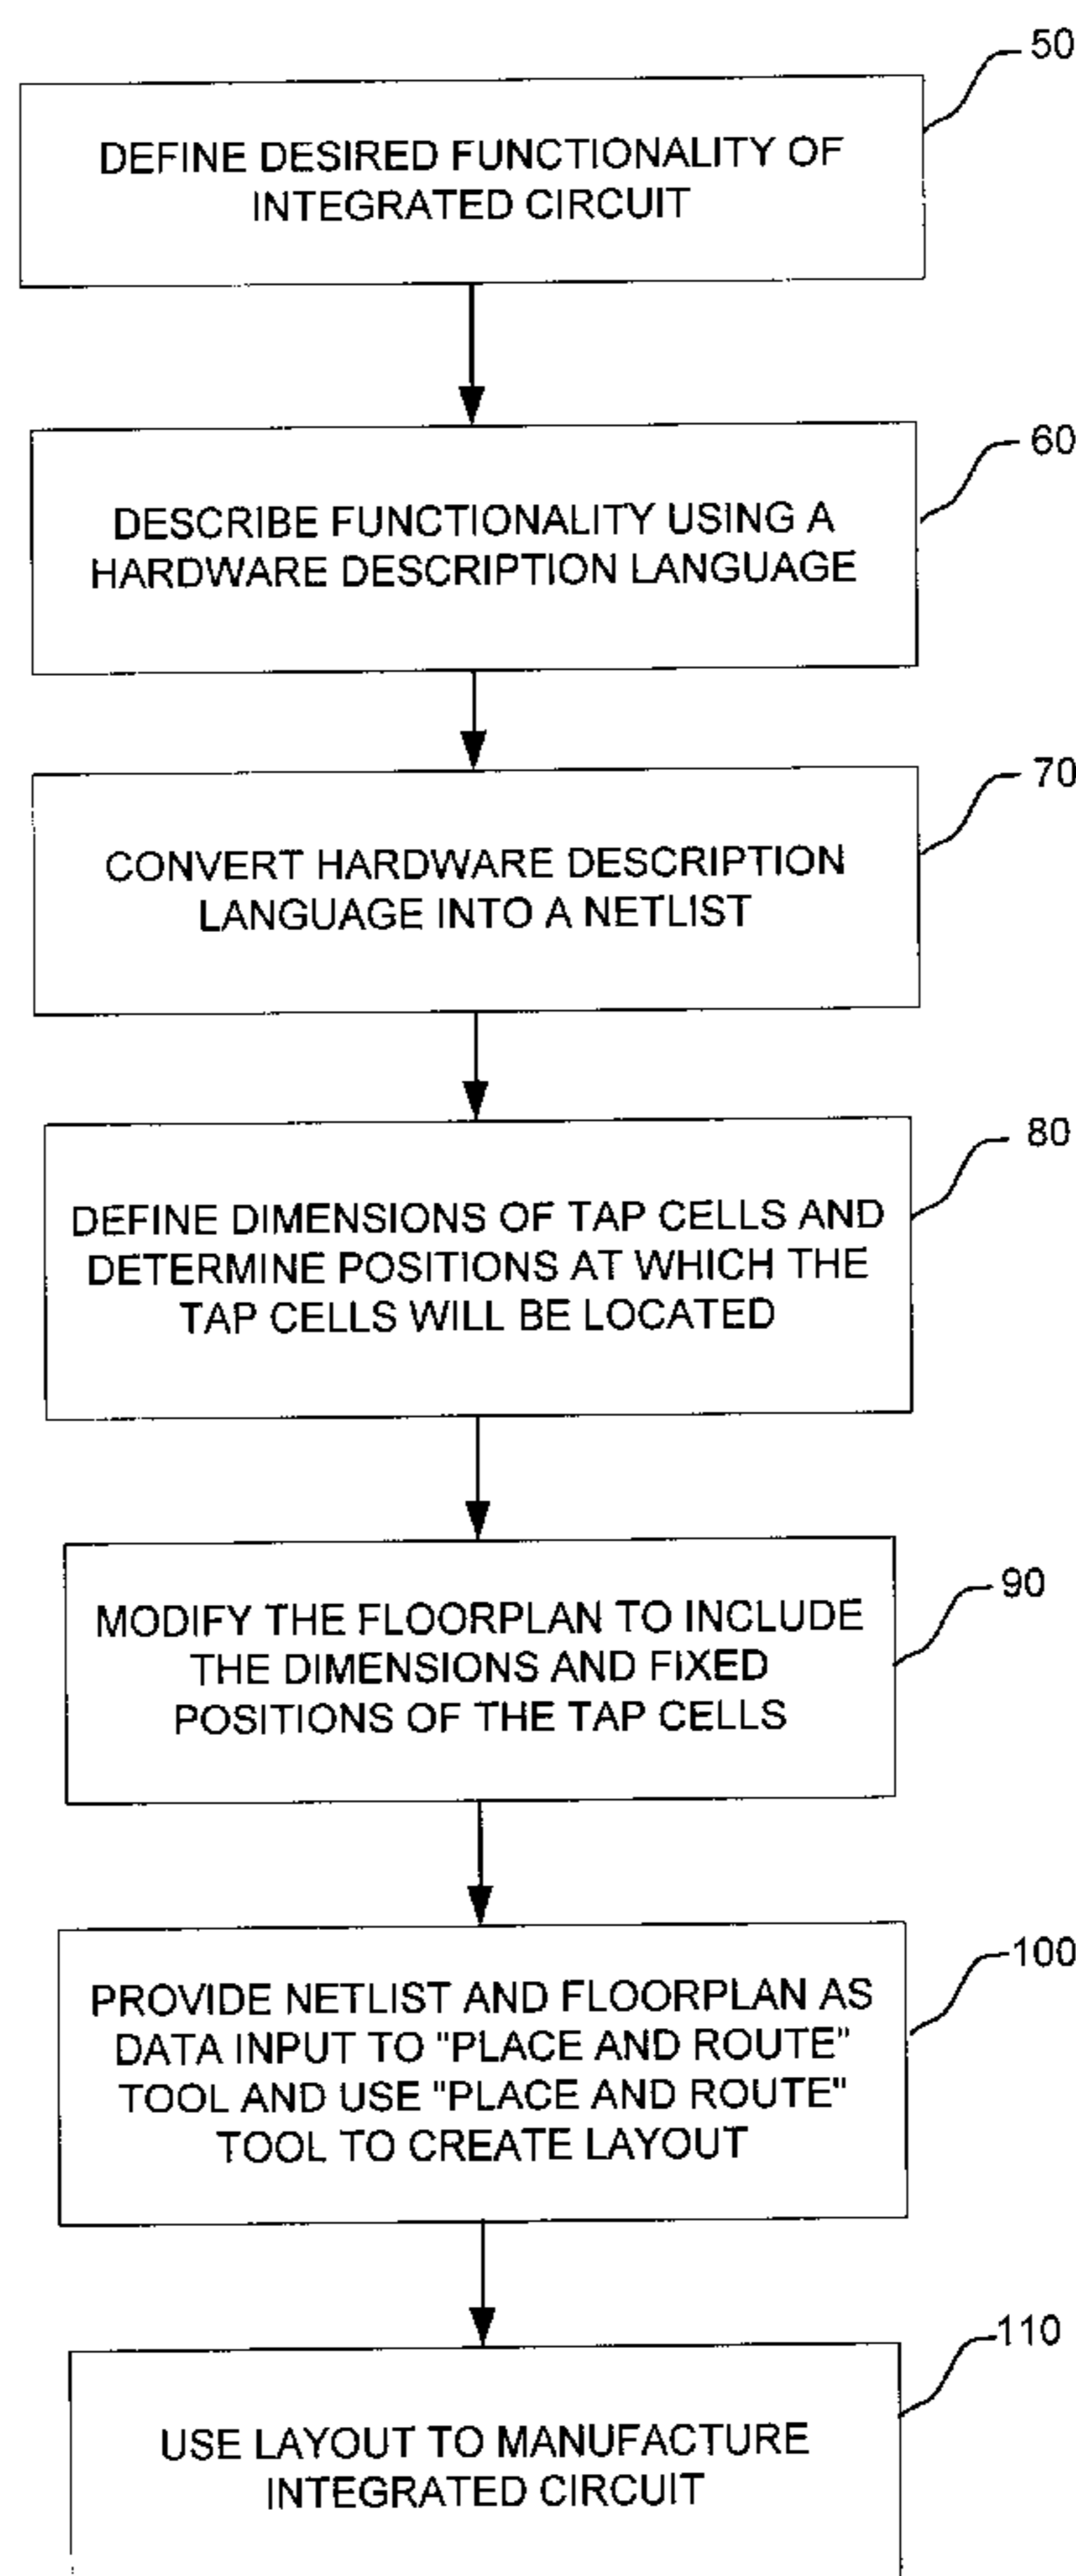 50
DEFINE DESIRED FUNCTIONALITY OF
INTEGRATED CIRCUIT
60
DESCRIBE FUNCTIONALITY USING A
HARDWARE DESCRIPTION LANGUAGE
70
CONVERT HARDWARE DESCRIPTION
LANGUAGE INTO A NETLIST
80
DEFINE DIMENSIONS OF TAP CELLS AND
DETERMINE POSITIONS AT WHICH THE
TAP CELLS WILL BE LOCATED
90
MODIFY THE FLOORPLAN TO INCLUDE
THE DIMENSIONS AND FIXED
POSITIONS OF THE TAP CELLS
100
PROVIDE NETLIST AND FLOORPLAN AS
DATA INPUT TO "PLACE AND ROUTE"
TOOL AND USE "PLACE AND ROUTE"
TOOL TO CREATE LAYOUT
110
USE LAYOUT TO MANUFACTURE
INTEGRATED CIRCUIT